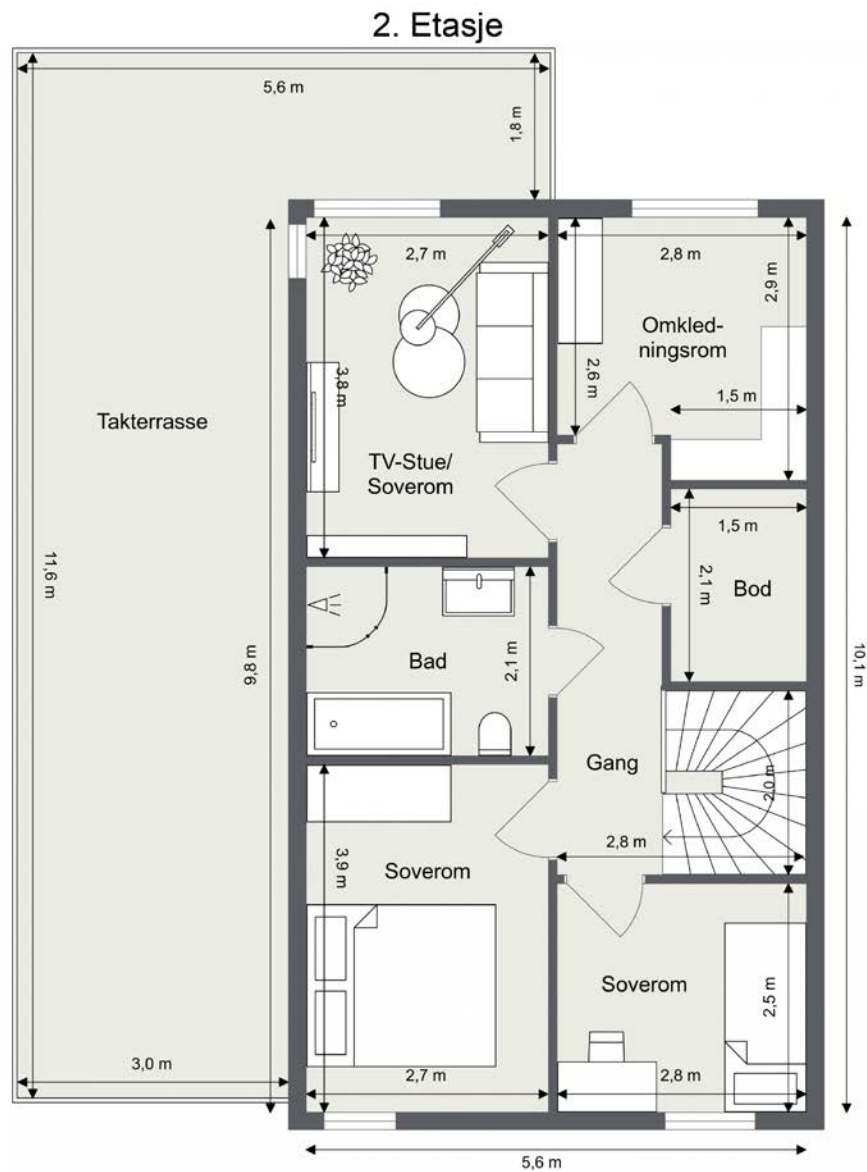 2. Etasje
5,6 m
1,8 m
2,7 m
2,8 m
2,9 m
Omkled-
ningsrom
3,8 m
2,6 m
1,5 m
Takterrasse
TV-Stue/
Soverom
11,6 m
1,5 m
2,1 m
Bod
9,8 m
10,1 m
Bad
2,1 m
Gang
2,0 m
2,8 m
3,9 m
Soverom
Soverom
2,5 m
3,0 m
2,7 m
2,8 m
5,6 m